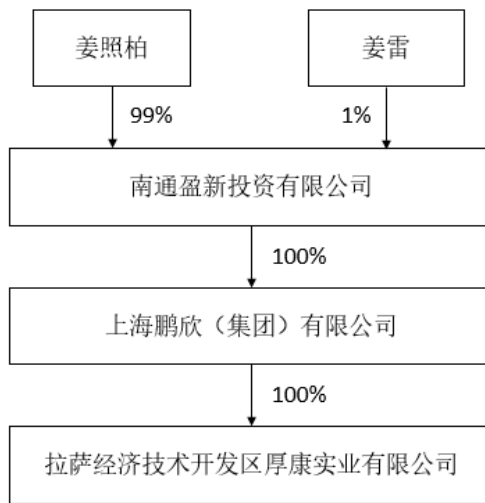 姜照柏
姜雷
99%
1%
南通盈新投资有限公司
100%
上海鹏欣（集团）有限公司
100%
拉萨经济技术开发区厚康实业有限公司